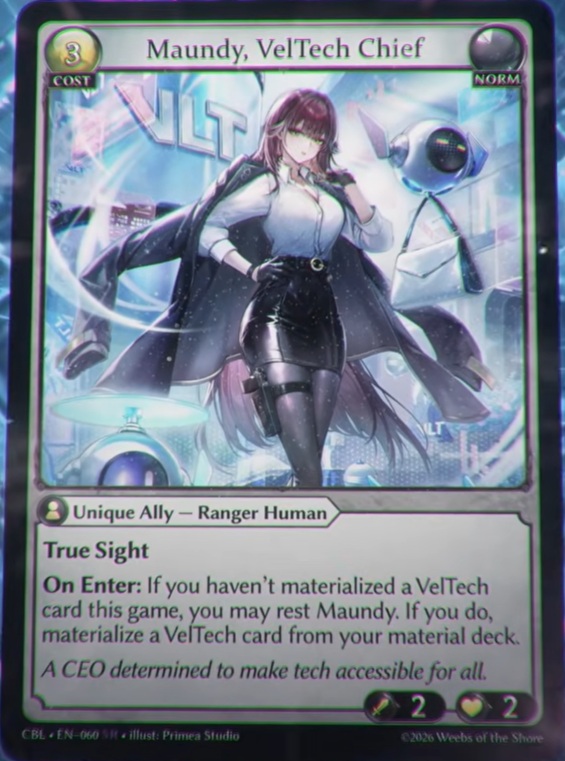 3
COST
Maundy, VelTech Chief
NORM
VLT
VLT
Unique Ally — Ranger Human
True Sight
On Enter: If you haven't materialized a VelTech
card this game, you may rest Maundy. If you do,
materialize a VelTech card from your material deck.
A CEO determined to make tech accessible for all.
2
2
CBL • EN-060 SR • illust: Primea Studio
©2026 Weebs of the Shore